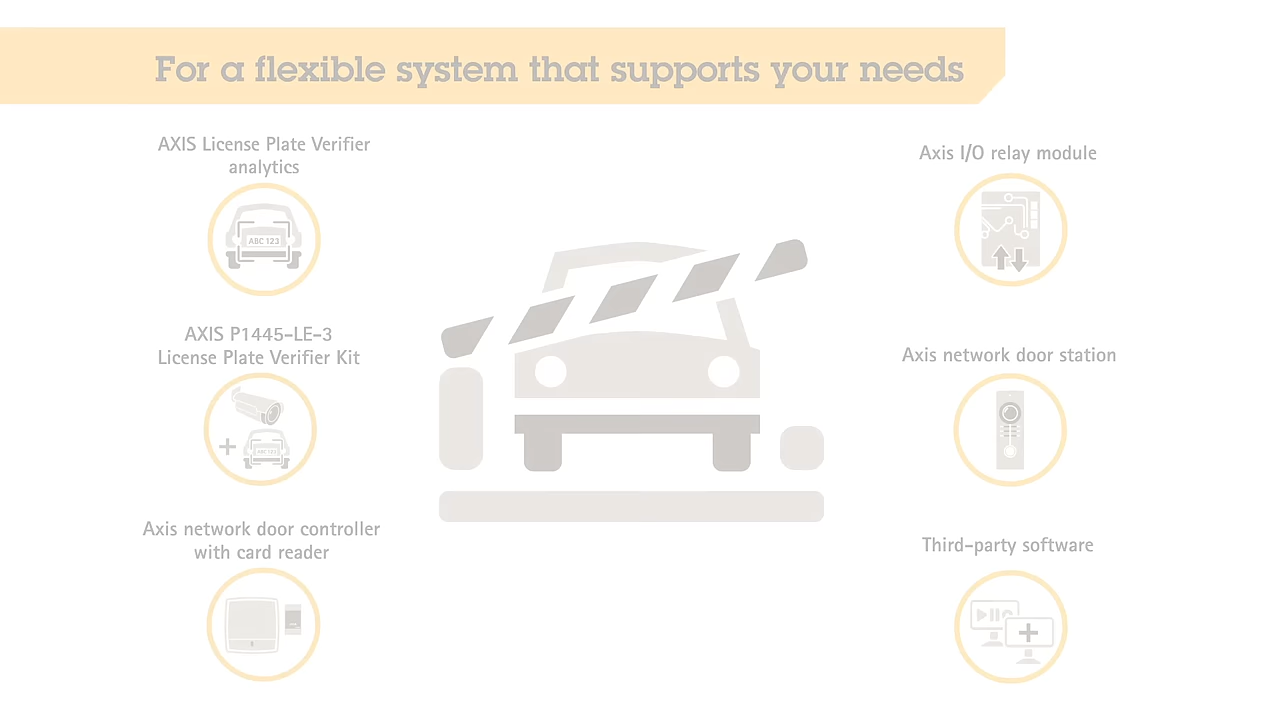 For a flexible system that supports your needs
AXIS License Plate Verifier
analytics
ABC 123
AXIS P1445-LE-3
License Plate Verifier Kit
ABC 123
Axis network door controller
with card reader
Axis I/O relay module
Axis network door station
Third-party software